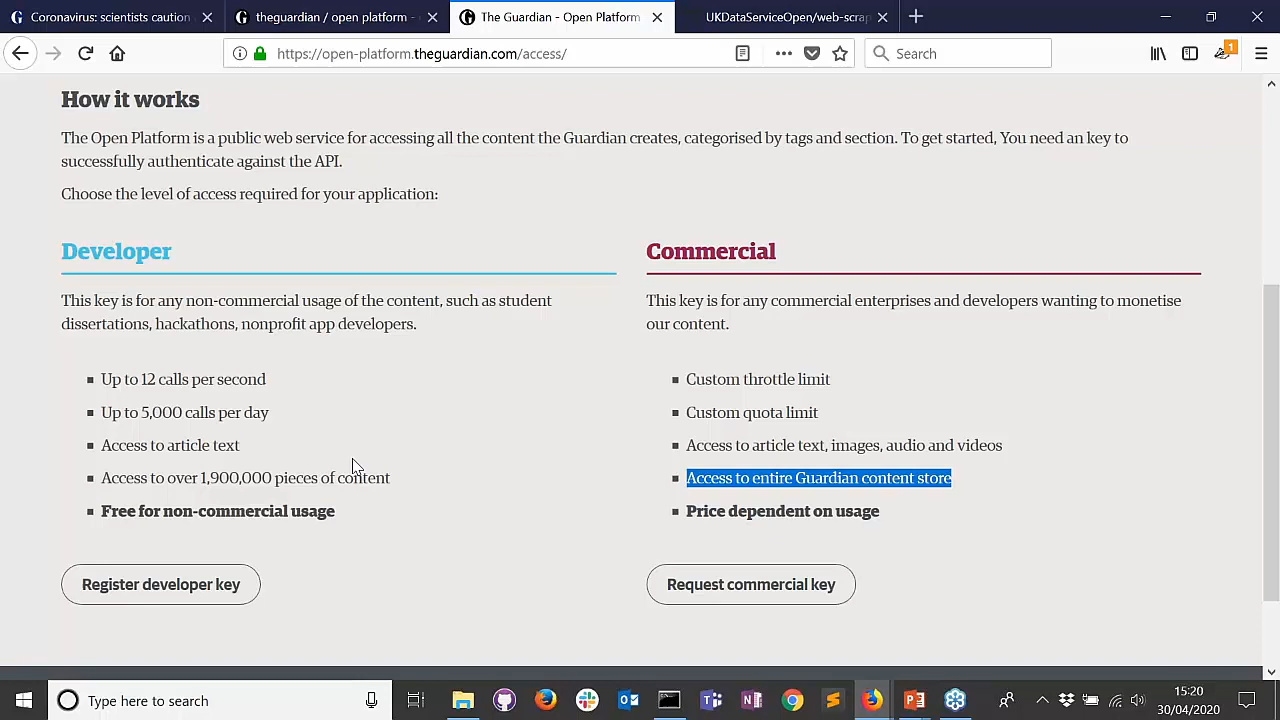 Coronavirus: scientists caution
theguardian / open platform -
The Guardian - Open Platform
UKDataServiceOpen/web-scrap
https://open-platform.theguardian.com/access/
Search
1
How it works
The Open Platform is a public web service for accessing all the content the Guardian creates, categorised by tags and section. To get started, You need an key to
successfully authenticate against the API.
Choose the level of access required for your application:
Developer
This key is for any non-commercial usage of the content, such as student
dissertations, hackathons, nonprofit app developers.
Up to 12 calls per second
Up to 5,000 calls per day
Access to article text
Access to over 1,900,000 pieces of content
Free for non-commercial usage
Register developer key
Commercial
This key is for any commercial enterprises and developers wanting to monetise
our content.
Custom throttle limit
Custom quota limit
Access to article text, images, audio and videos
Access to entire Guardian content store
Price dependent on usage
Request commercial key
Type here to search
15:20
30/04/2020